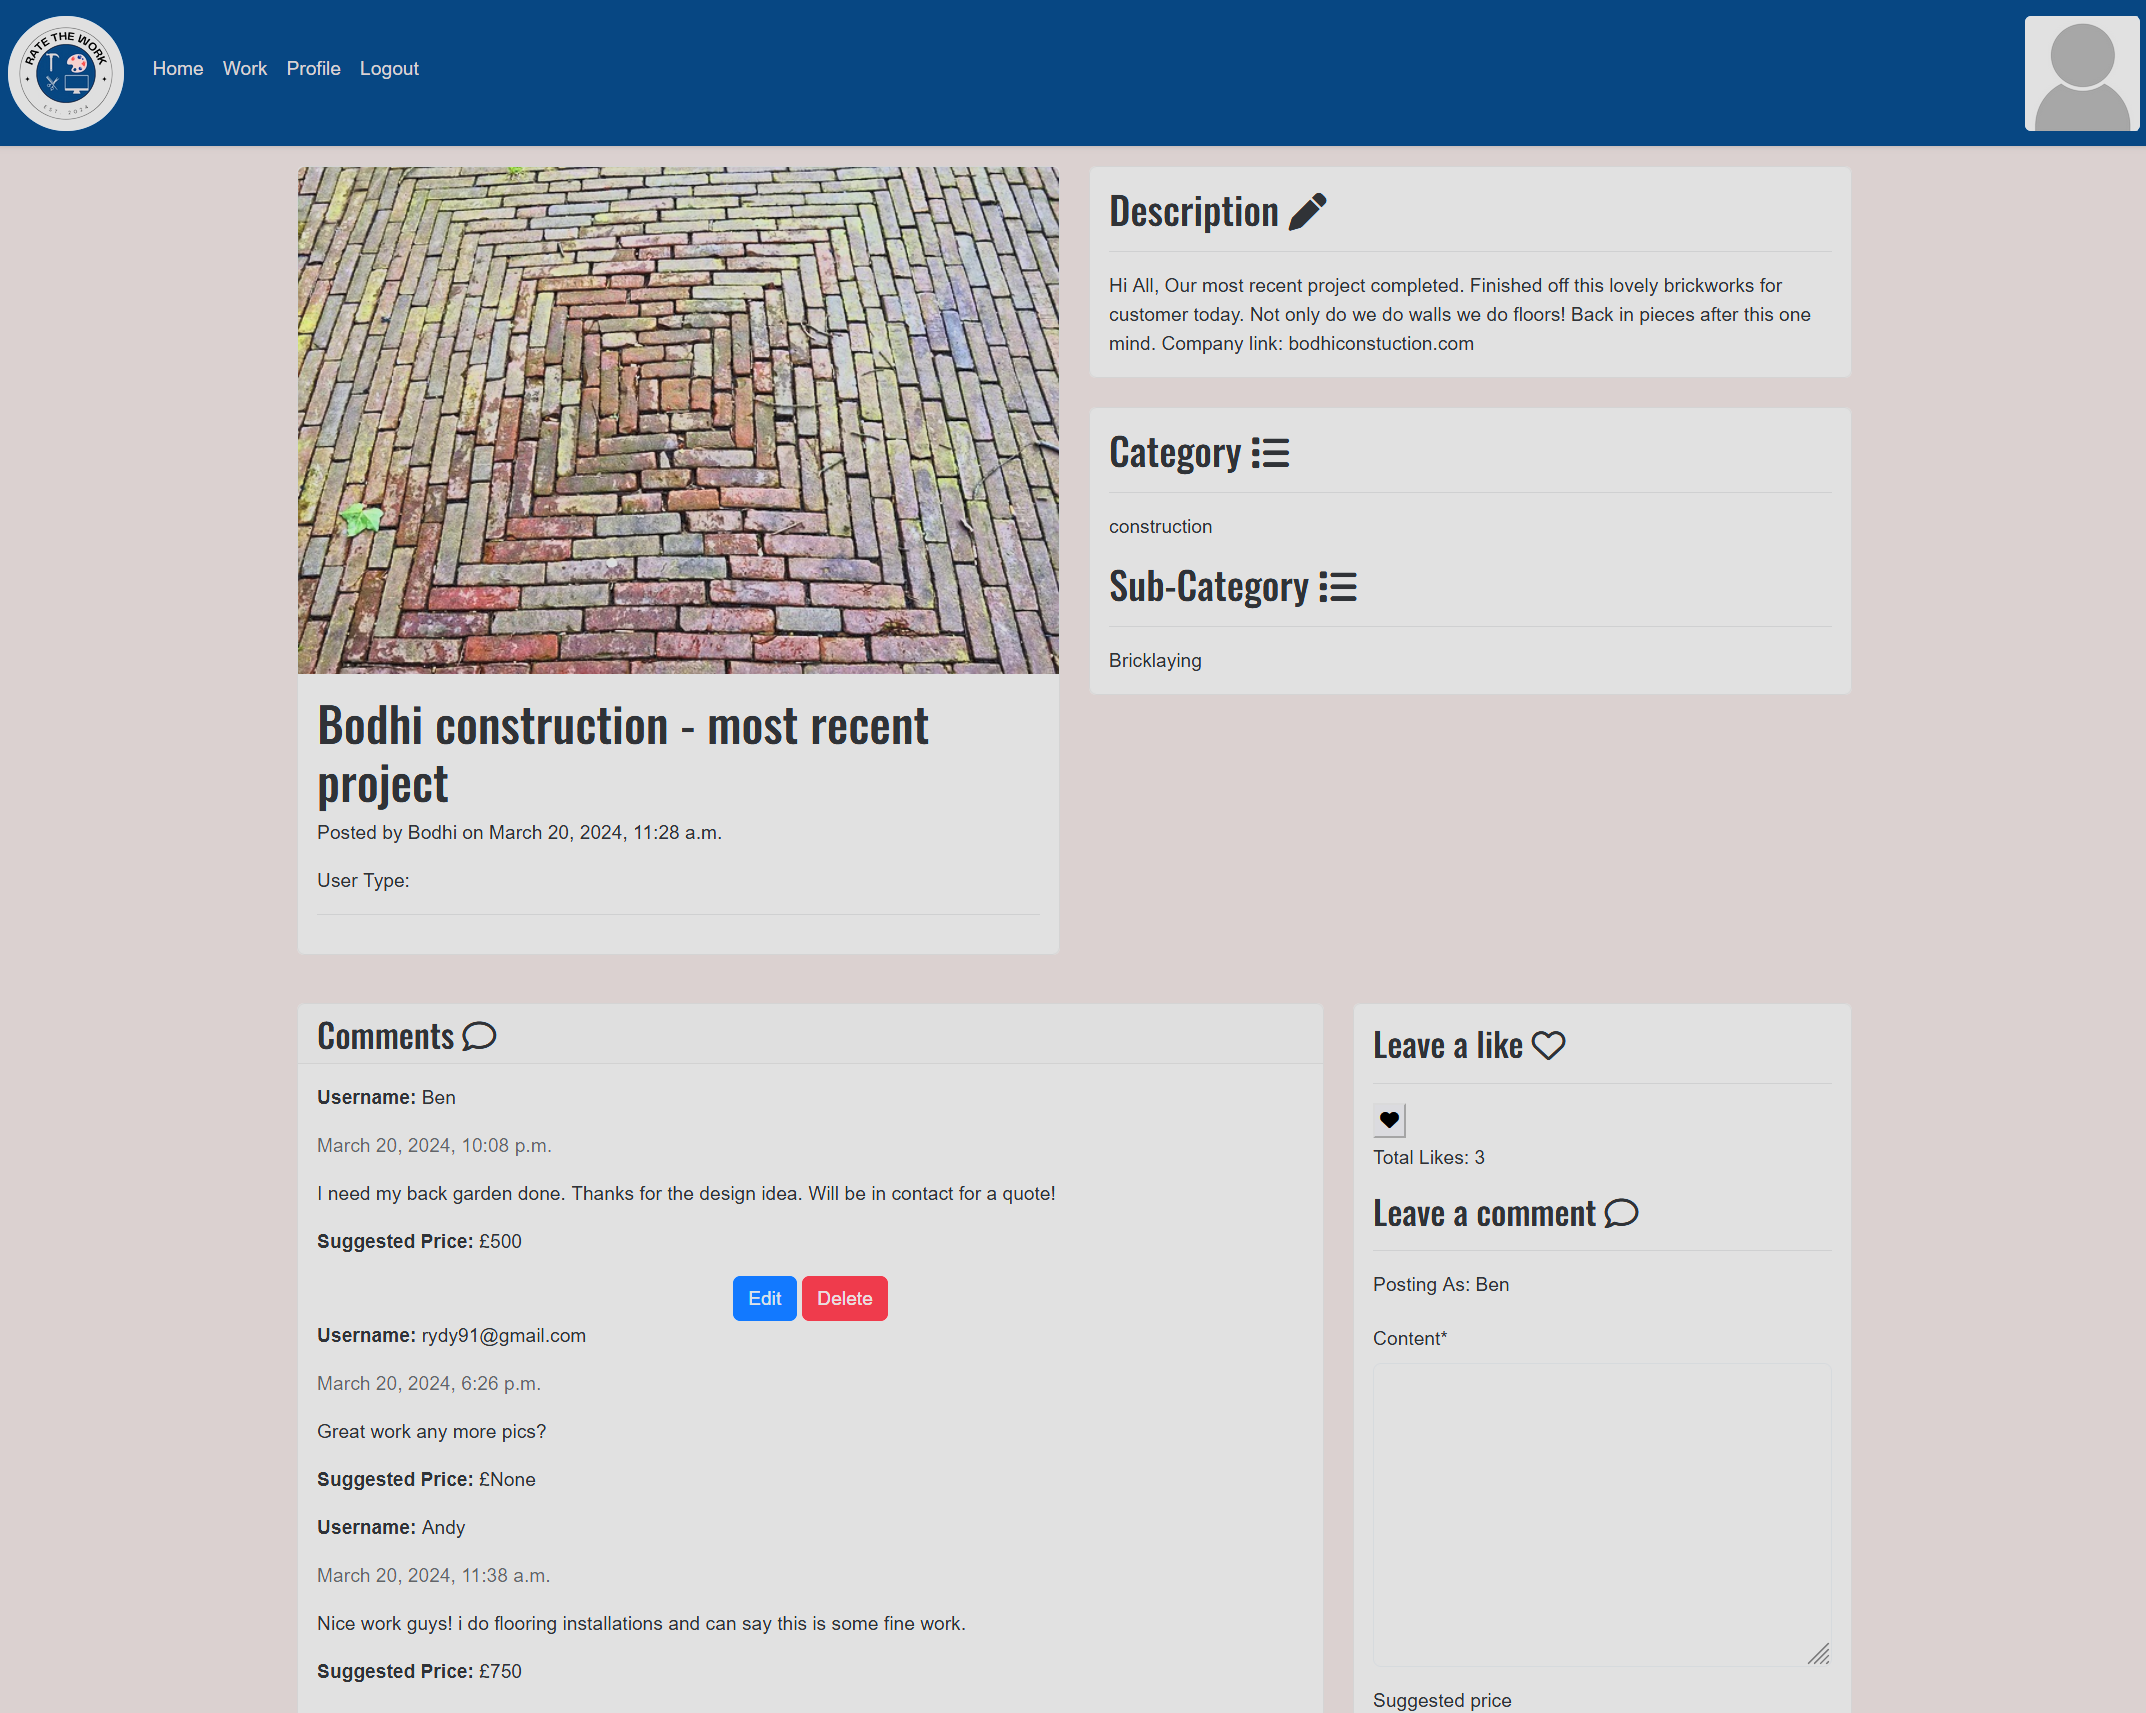 RATE THE WORK
EST. 2024
Home Work Profile Logout
Description
Hi All, Our most recent project completed. Finished off this lovely brickworks for
customer today. Not only do we do walls we do floors! Back in pieces after this one
mind. Company link: bodhiconstuction.com
Category
construction
Sub-Category
Bricklaying
Bodhi construction - most recent
project
Posted by Bodhi on March 20, 2024, 11:28 a.m.
User Type:
Comments
Username: Ben
March 20, 2024, 10:08 p.m.
I need my back garden done. Thanks for the design idea. Will be in contact for a quote!
Suggested Price: £500
Edit Delete
Username: rydy91@gmail.com
March 20, 2024, 6:26 p.m.
Great work any more pics?
Suggested Price: £None
Username: Andy
March 20, 2024, 11:38 a.m.
Nice work guys! i do flooring installations and can say this is some fine work.
Suggested Price: £750
Leave a like
Total Likes: 3
Leave a comment
Posting As: Ben
Content*
Suggested price